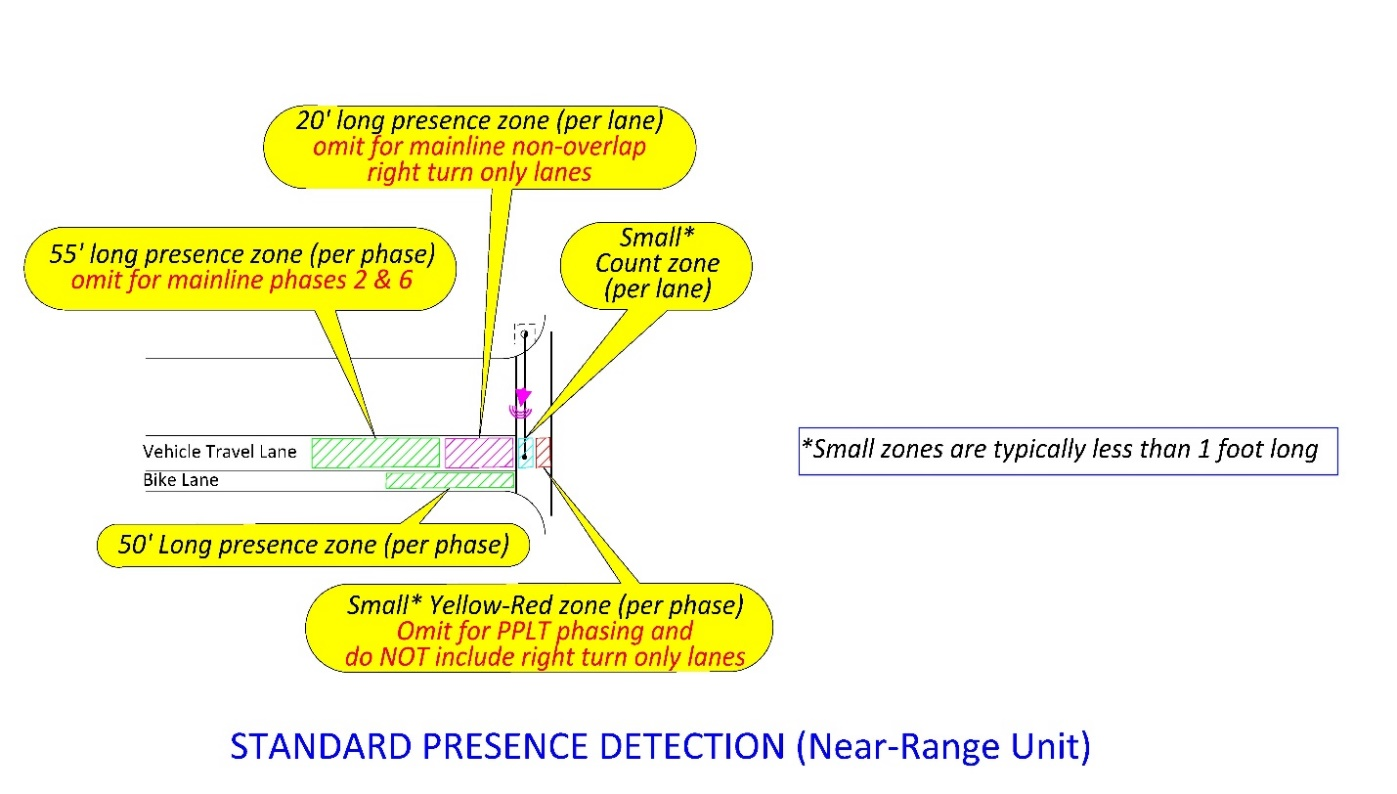 20' long presence zone (per lane)
omit for mainline non-overlap
right turn only lanes
55' long presence zone (per phase)
omit for mainline phases 2 & 6
Small*
Count zone
(per lane)
Vehicle Travel Lane
Bike Lane
*Small zones are typically less than 1 foot long
50' Long presence zone (per phase)
Small* Yellow-Red zone (per phase)
Omit for PPLT phasing and
do NOT include right turn only lanes
STANDARD PRESENCE DETECTION (Near-Range Unit)